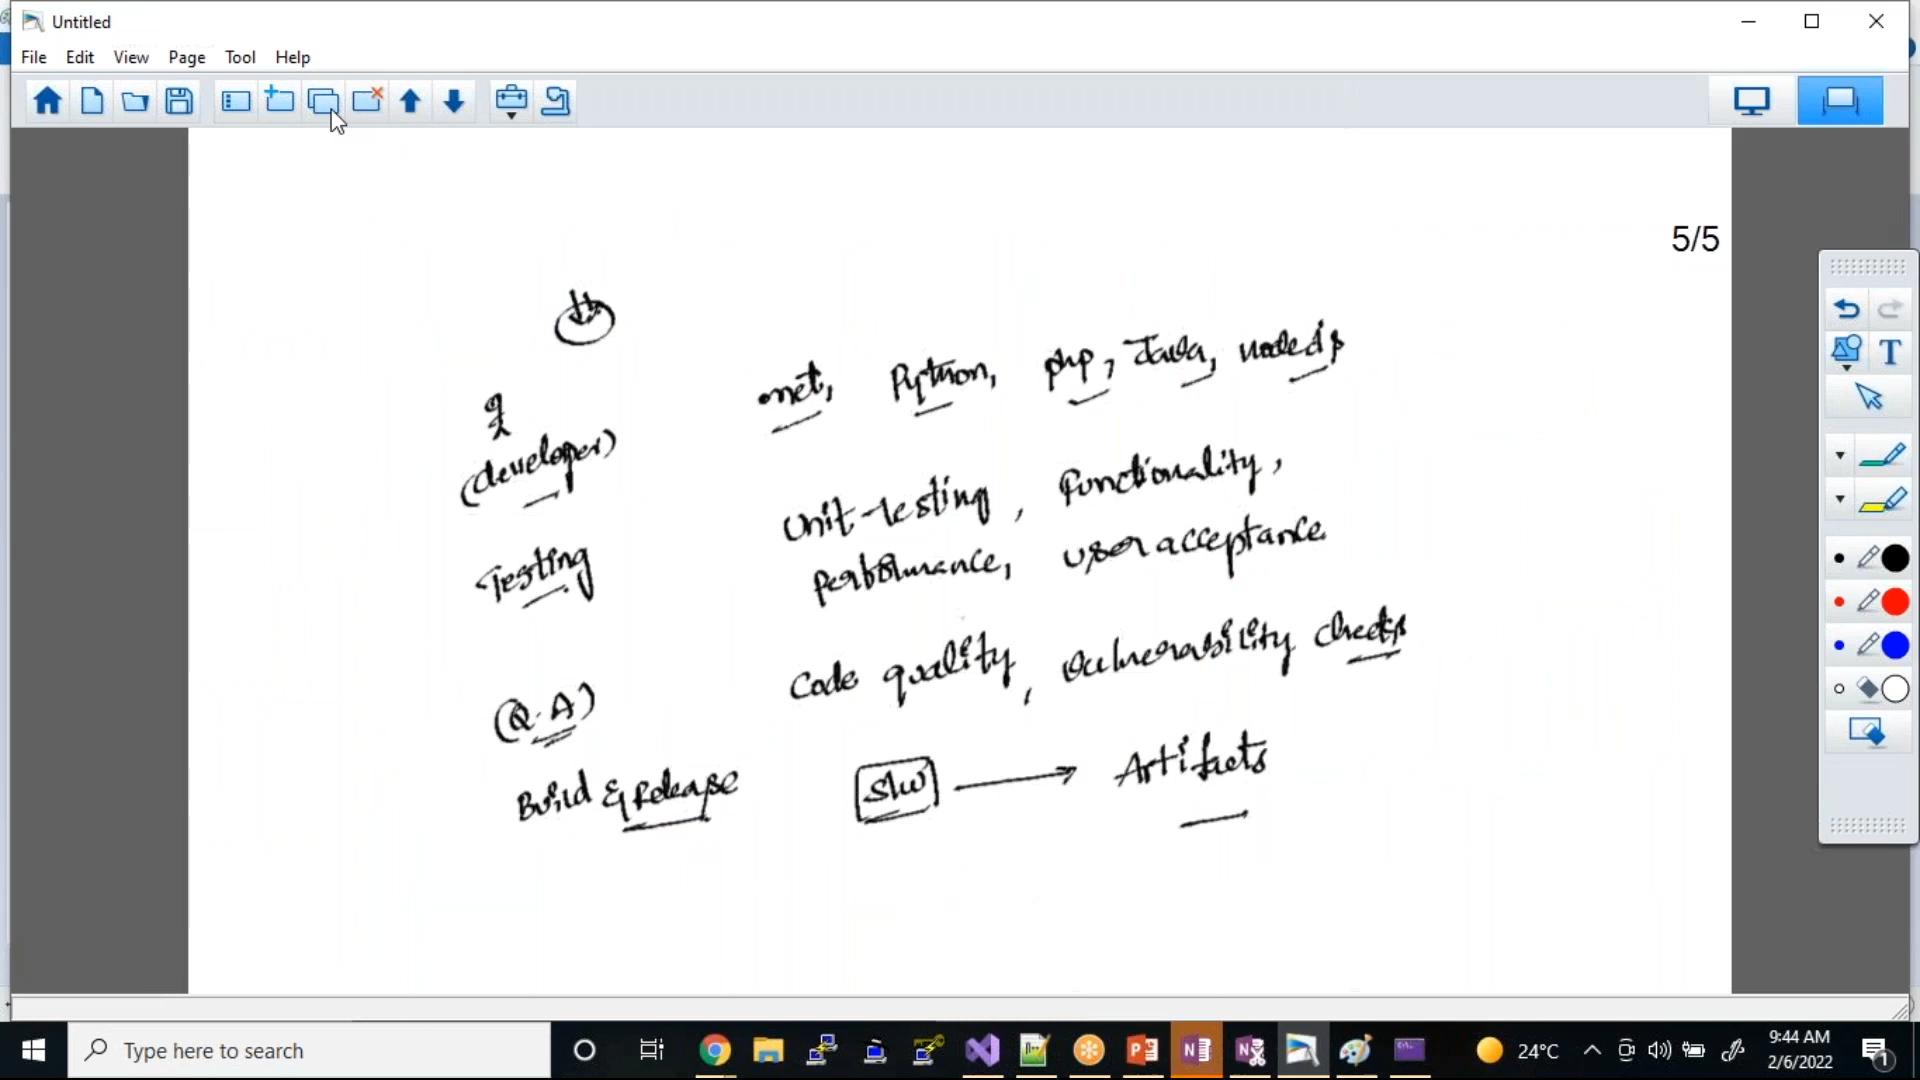 Untitled
File Edit View Page Tool Help
5/5
.net, Python, php, Java, nodejs
(developer)
Unit-testing, functionality,
Testing
performance, user acceptance
Code quality, vulnerability checks
(Q.A)
Build & Release S/W → Artifacts
T
Type here to search
24°C
9:44 AM
2/6/2022
1